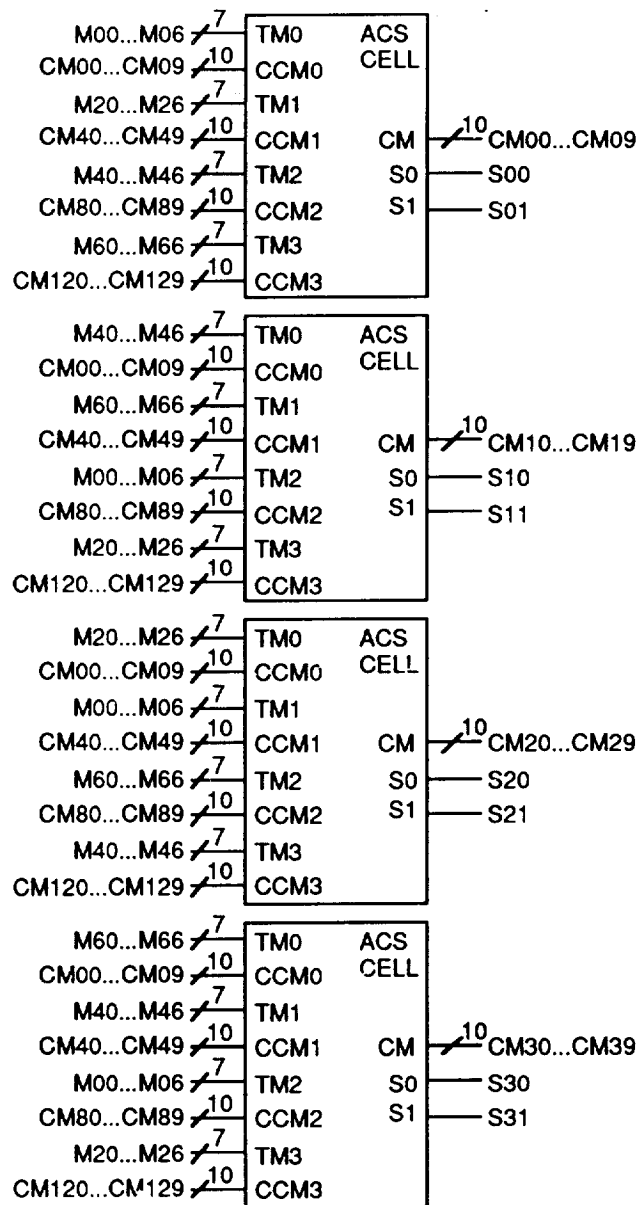 M00...M06 7 TM0 ACS
CM00...CM09 10 CCM0 CELL
M20...M26 7 TM1
CM40...CM49 10 CCM1 CM 10 CM00...CM09
M40...M46 7 TM2 S0 S00
CM80...CM89 10 CCM2 S1 S01
M60...M66 7 TM3
CM120...CM129 10 CCM3
M40...M46 7 TM0 ACS
CM00...CM09 10 CCM0 CELL
M60...M66 7 TM1
CM40...CM49 10 CCM1 CM 10 CM10...CM19
M00...M06 7 TM2 S0 S10
CM80...CM89 10 CCM2 S1 S11
M20...M26 7 TM3
CM120...CM129 10 CCM3
M20...M26 7 TM0 ACS
CM00...CM09 10 CCM0 CELL
M00...M06 7 TM1
CM40...CM49 10 CCM1 CM 10 CM20...CM29
M60...M66 7 TM2 S0 S20
CM80...CM89 10 CCM2 S1 S21
M40...M46 7 TM3
CM120...CM129 10 CCM3
M60...M66 7 TM0 ACS
CM00...CM09 10 CCM0 CELL
M40...M46 7 TM1
CM40...CM49 10 CCM1 CM 10 CM30...CM39
M00...M06 7 TM2 S0 S30
CM80...CM89 10 CCM2 S1 S31
M20...M26 7 TM3
CM120...CM129 10 CCM3